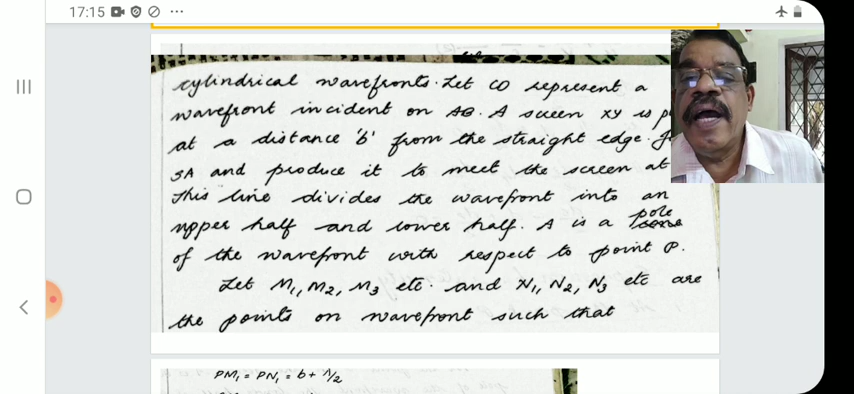 17:15
cylindrical wavefronts. Let CD represent a
wavefront incident on AB. A screen XY is
at a distance 'b' from the straight edge.
SA and produce it to meet the screen at
This line divides the wavefront into an
upper half and lower half. A is a pole
of the wavefront with respect to point P.
Let M₁, M₂, M₃ etc. and N₁, N₂, N₃ etc are
the points on wavefront such that
PM₁ = PN₁ = b + λ/2